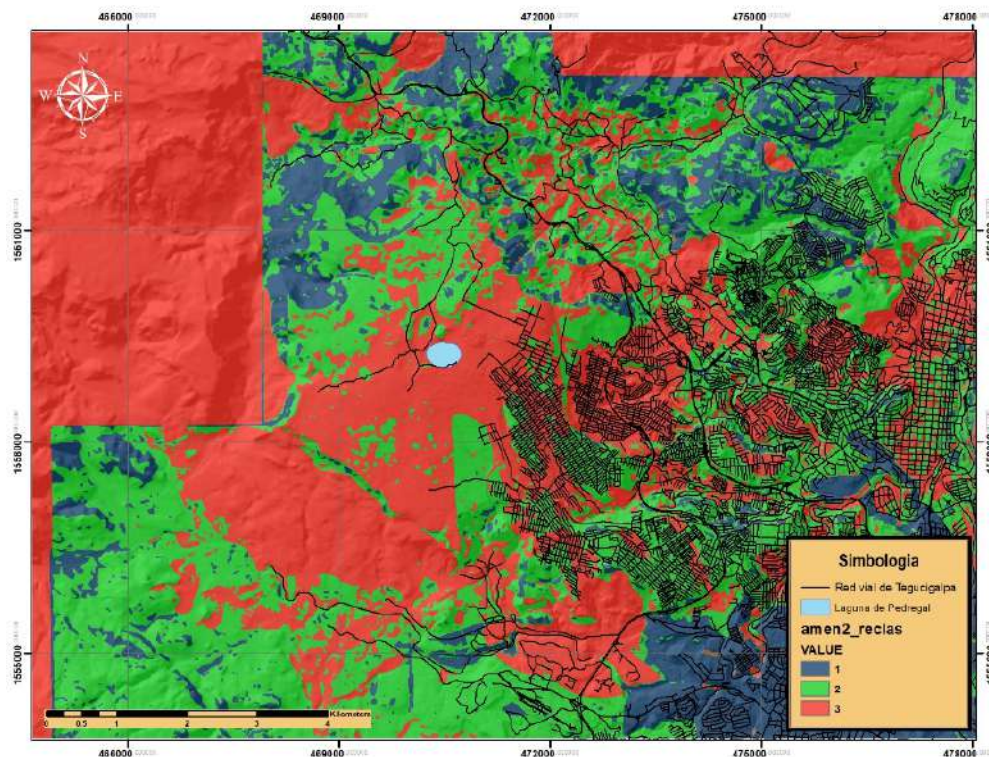 466000 469000 472000 475000 478000
N
W E
S
1561000 1561000
1558000
Simbologia
Red vial de Tegucigalpa
Laguna de Pedregal
amen2_reclas
VALUE
1
2
3
1555000
Kilometers
0 0.5 1 2 3 4
466000 469000 472000 475000 478000